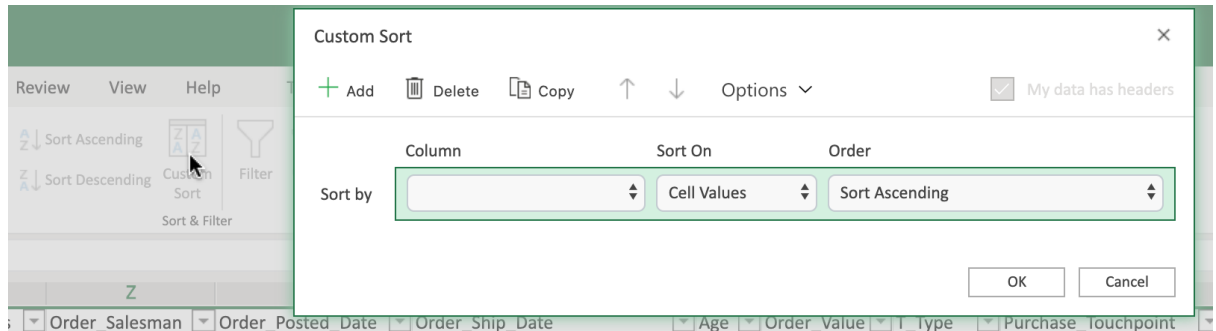 Custom Sort
Review View Help
Add Delete Copy Options My data has headers
Sort Ascending
Sort Descending
Custom
Sort
Filter
Sort & Filter
Column Sort On Order
Sort by Cell Values Sort Ascending
OK Cancel
Z
Order_Salesman Order_Posted_Date Order_Ship_Date Age Order_Value T_Type Purchase_Touchpoint